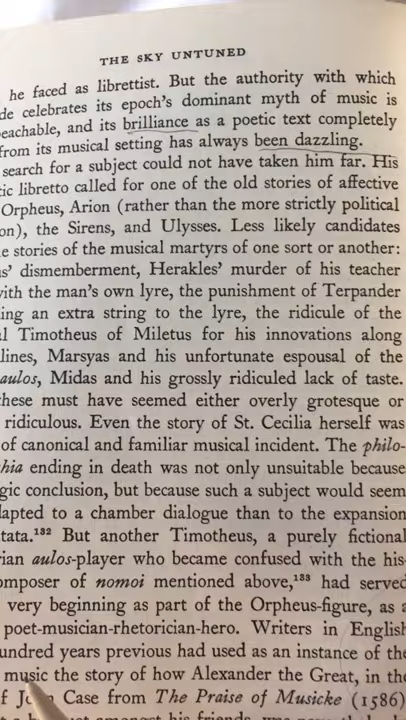 THE SKY UNTUNED
he faced as librettist. But the authority with which
de celebrates its epoch's dominant myth of music is
peachable, and its brilliance as a poetic text completely
from its musical setting has always been dazzling.
search for a subject could not have taken him far. His
tic libretto called for one of the old stories of affective
Orpheus, Arion (rather than the more strictly political
on), the Sirens, and Ulysses. Less likely candidates
e stories of the musical martyrs of one sort or another:
s' dismemberment, Herakles' murder of his teacher
with the man's own lyre, the punishment of Terpander
ing an extra string to the lyre, the ridicule of the
l Timotheus of Miletus for his innovations along
lines, Marsyas and his unfortunate espousal of the
aulos, Midas and his grossly ridiculed lack of taste.
these must have seemed either overly grotesque or
ridiculous. Even the story of St. Cecilia herself was
of canonical and familiar musical incident. The philo-
hia ending in death was not only unsuitable because
gic conclusion, but because such a subject would seem
dapted to a chamber dialogue than to the expansion
tata.¹³² But another Timotheus, a purely fictional
ian aulos-player who became confused with the his-
omposer of nomoi mentioned above,¹³³ had served
very beginning as part of the Orpheus-figure, as a
poet-musician-rhetorician-hero. Writers in English
undred years previous had used as an instance of the
music the story of how Alexander the Great, in the
f Case from The Praise of Musicke (1586)
his friends, was